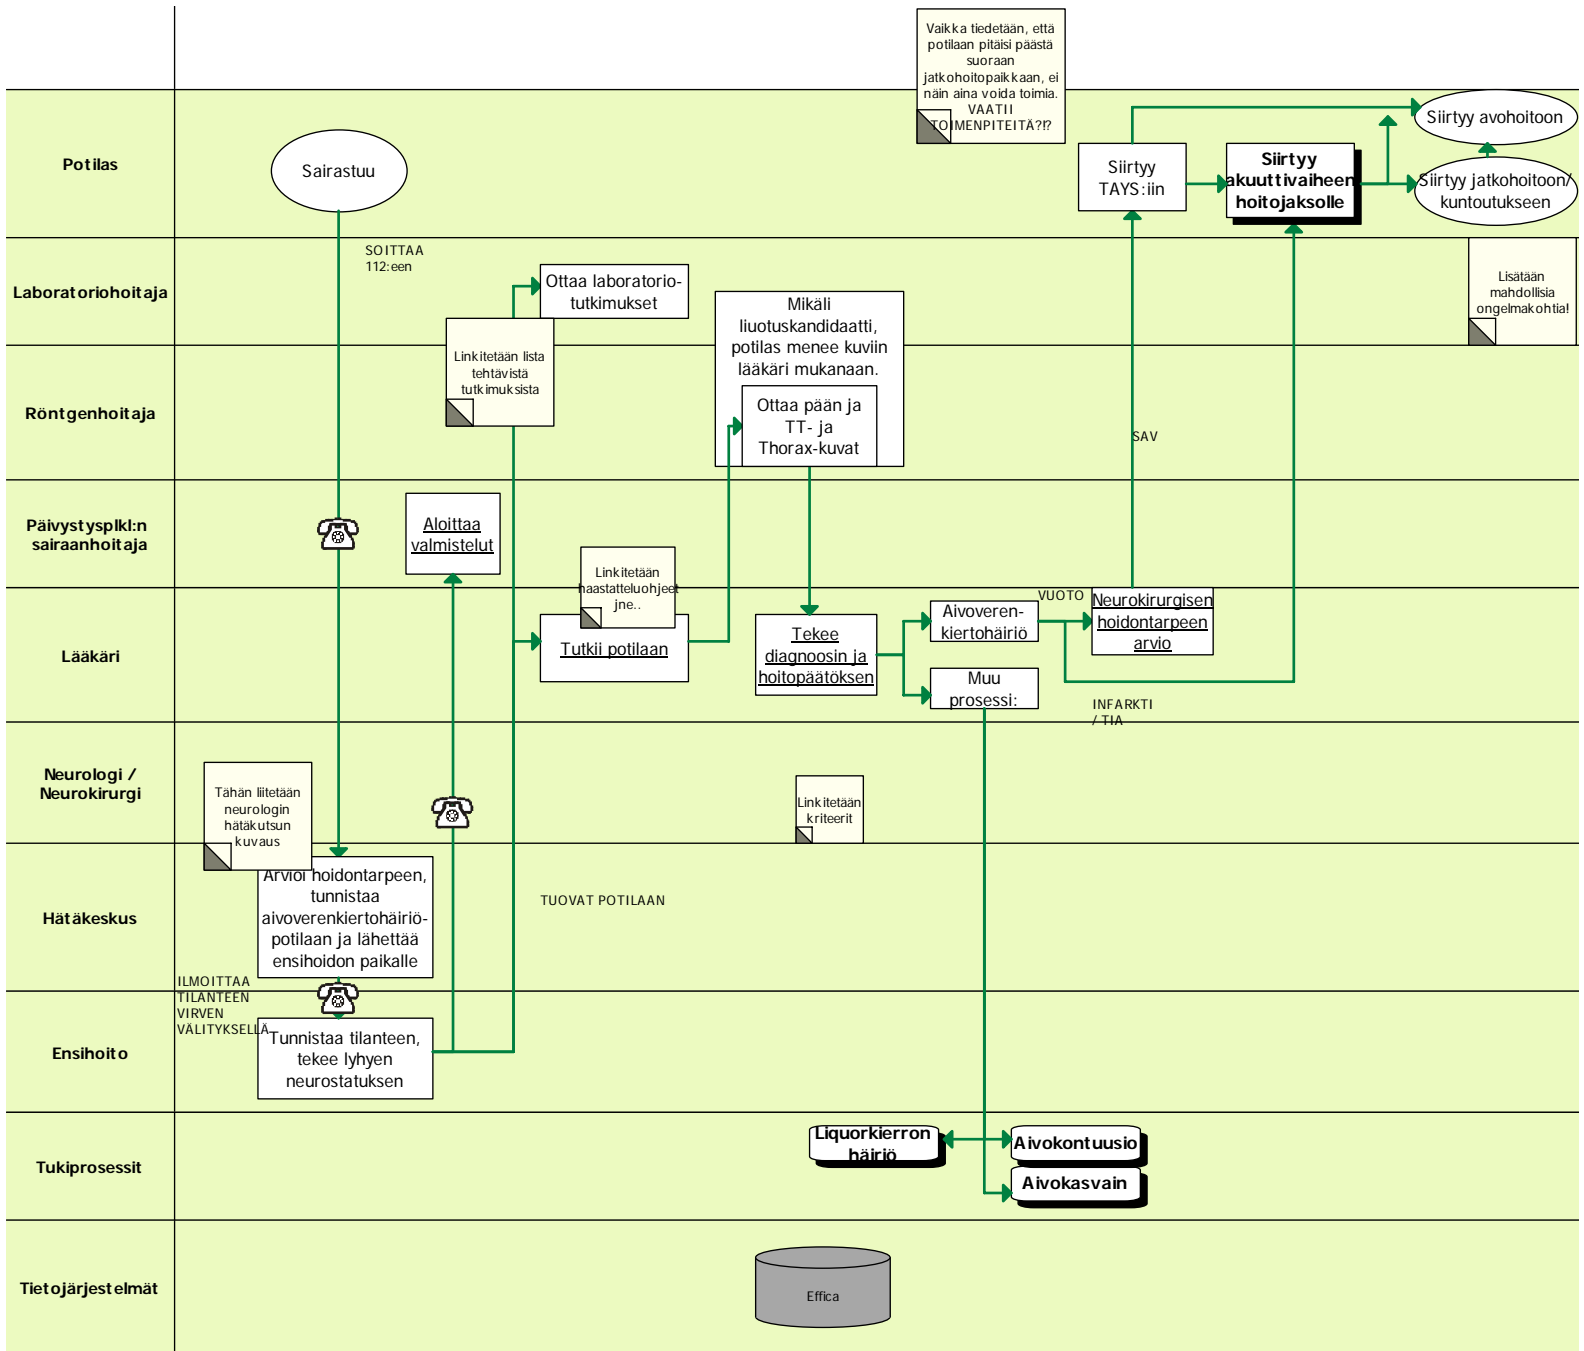 Vaikka tiedetään, että
potilaan pitäisi päästä
suoraan
jatkohoitopaikkaan, ei
näin aina voida toimia.
VAATII
TOIMENPITEITÄ?!?
Potilas
Sairastuu
Siirtyy
TAYS:iin
Siirtyy
akuuttivaiheen
hoitojaksolle
Siirtyy avohoitoon
Siirtyy jatkohoitoon/
kuntoutukseen
Laboratoriohoitaja
SOITTAA
112:een
Ottaa laboratorio-
tutkimukset
Mikäli
liuotuskandidaatti,
potilas menee kuviin
lääkäri mukanaan.
Lisätään
mahdollisia
ongelmakohtia!
Linkitetään lista
tehtävistä
tutkimuksista
Röntgenhoitaja
Ottaa pään ja
TT- ja
Thorax-kuvat
SAV
Päivystysplkl:n
sairaanhoitaja
Aloittaa
valmistelut
Linkitetään
haastatteluohjeet
jne..
Lääkäri
Tutkii potilaan
Tekee
diagnoosin ja
hoitopäätöksen
Aivoveren-
kiertohäiriö
Muu
prosessi:
VUOTO
Neurokirurgisen
hoidontarpeen
arvio
INFARKTI
/ TIA
Neurologi /
Neurokirurgi
Tähän liitetään
neurologin
hätäkutsun
kuvaus
Linkitetään
kriteerit
Hätäkeskus
Arvioi hoidontarpeen,
tunnistaa
aivoverenkiertohäiriö-
potilaan ja lähettää
ensihoidon paikalle
TUOVAT POTILAAN
ILMOITTAA
TILANTEEN
VIRVEN
VÄLITYKSELLÄ
Ensihoito
Tunnistaa tilanteen,
tekee lyhyen
neurostatuksen
Tukiprosessit
Liquorkierron
häiriö
Aivokontuusio
Aivokasvain
Tietojärjestelmät
Effica